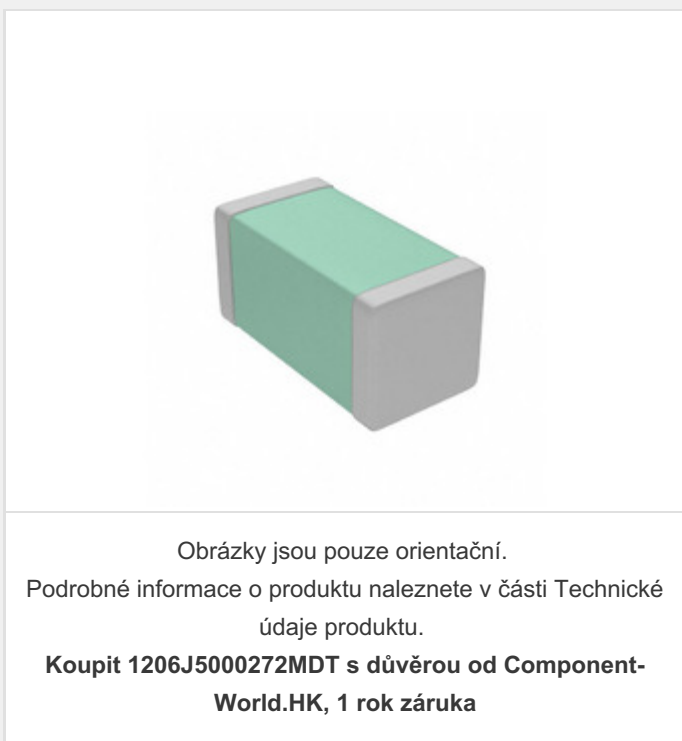 Obrázky jsou pouze orientační.
Podrobné informace o produktu naleznete v části Technické
údaje produktu.
Koupit 1206J5000272MDT s důvěrou od Component-
World.HK, 1 rok záruka